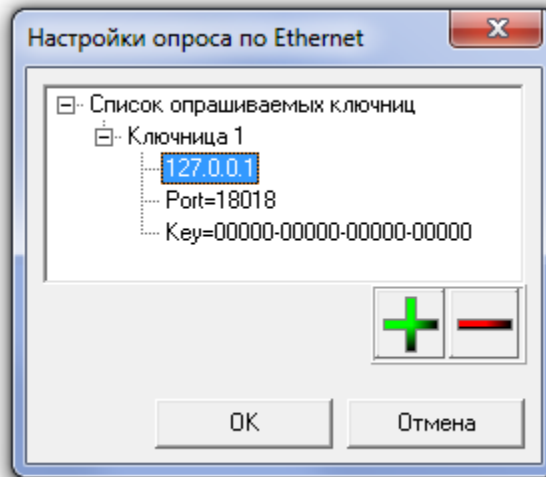 Настройки опроса по Ethernet
Список опрашиваемых ключниц
Ключница 1
127.0.0.1
Port=18018
Key=00000-00000-00000-00000
OK
Отмена